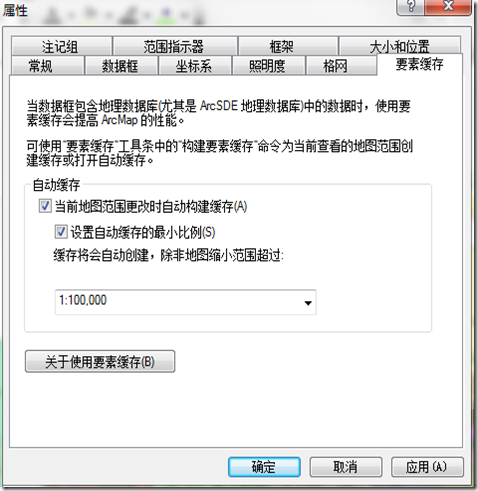 属性
注记组 范围指示器 框架 大小和位置
常规 数据框 坐标系 照明度 格网 要素缓存
当数据框包含地理数据库(尤其是 ArcSDE 地理数据库)中的数据时，使用要
素缓存会提高 ArcMap 的性能。
可使用"要素缓存"工具条中的"构建要素缓存"命令为当前查看的地图范围创
建缓存或打开自动缓存。
自动缓存
当前地图范围更改时自动构建缓存(A)
设置自动缓存的最小比例(S)
缓存将会自动创建，除非地图缩小范围超过:
1:100,000
关于使用要素缓存(B)
确定 取消 应用(A)